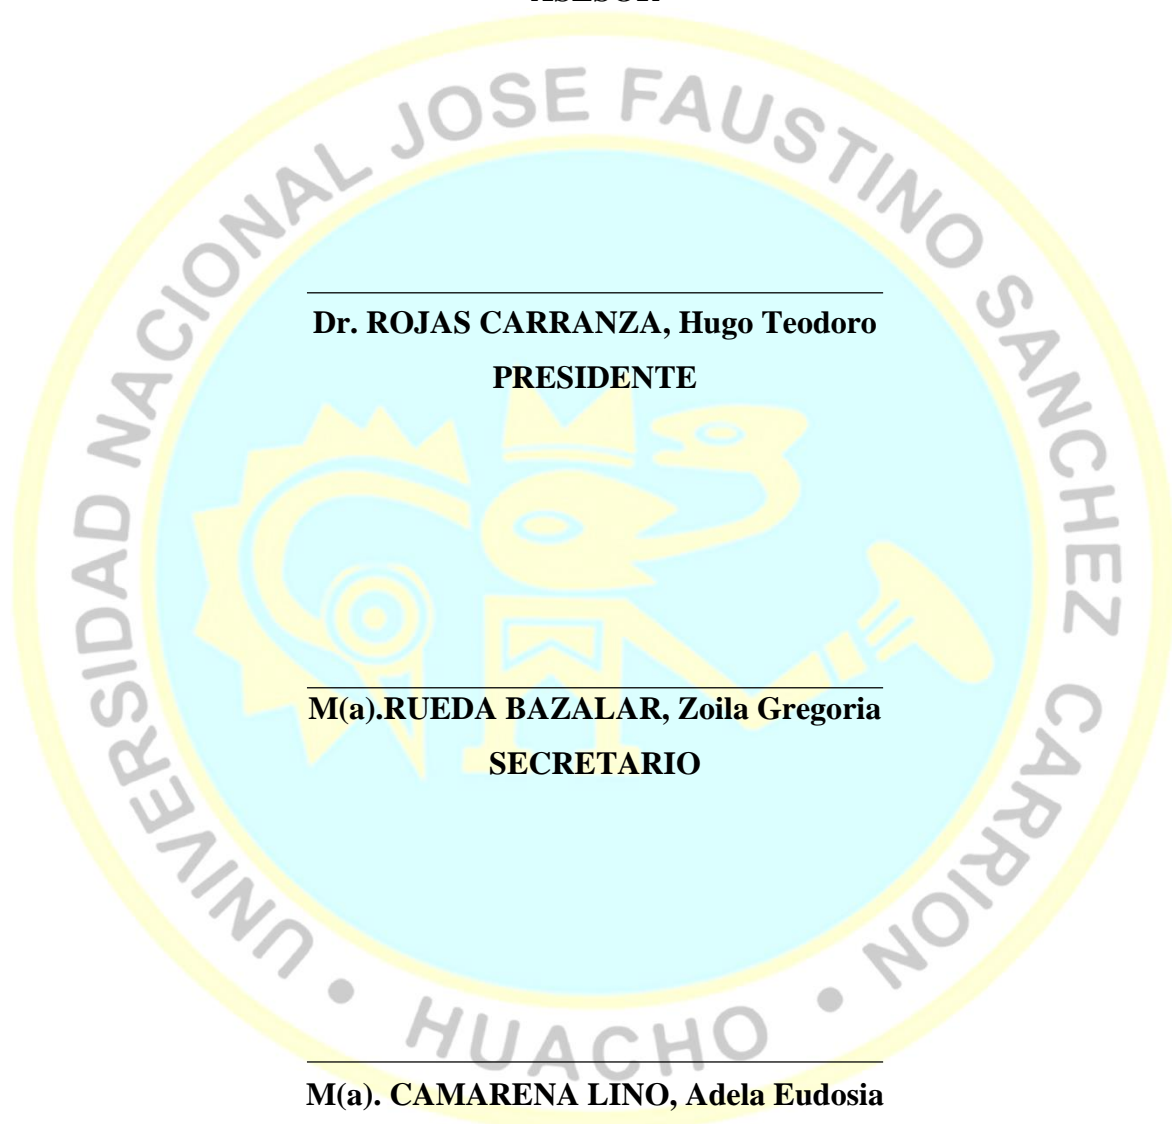 UNIVERSIDAD NACIONAL JOSE FAUSTINO SANCHEZ CARRION
• HUACHO •
Dr. ROJAS CARRANZA, Hugo Teodoro
PRESIDENTE
M(a).RUEDA BAZALAR, Zoila Gregoria
SECRETARIO
M(a). CAMARENA LINO, Adela Eudosia